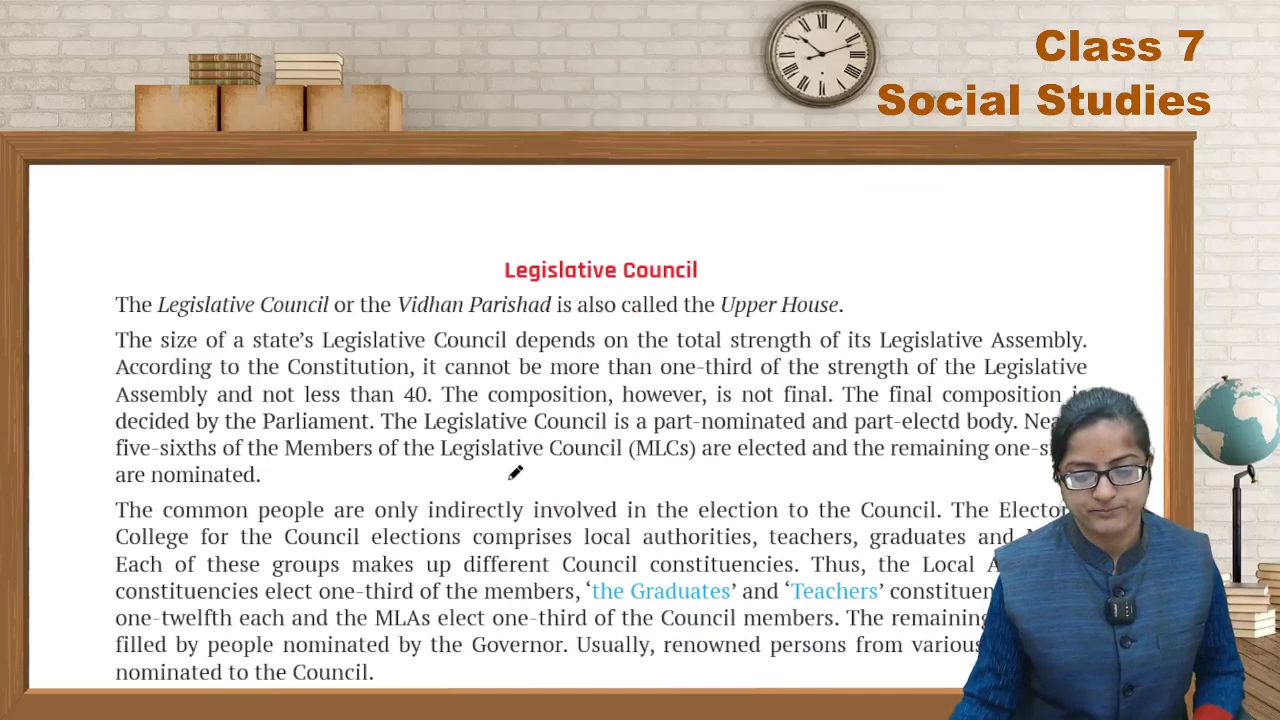 Class 7
Social Studies
Legislative Council
The Legislative Council or the Vidhan Parishad is also called the Upper House.
The size of a state's Legislative Council depends on the total strength of its Legislative Assembly.
According to the Constitution, it cannot be more than one-third of the strength of the Legislative
Assembly and not less than 40. The composition, however, is not final. The final composition
decided by the Parliament. The Legislative Council is a part-nominated and part-electd body.
five-sixths of the Members of the Legislative Council (MLCs) are elected and the remaining
are nominated.
The common people are only indirectly involved in the election to the Council. The
College for the Council elections comprises local authorities, teachers, graduates and
Each of these groups makes up different Council constituencies. Thus, the Local
constituencies elect one-third of the members, 'the Graduates' and 'Teachers'
one-twelfth each and the MLAs elect one-third of the Council members. The remaining
filled by people nominated by the Governor. Usually, renowned persons from various
nominated to the Council.